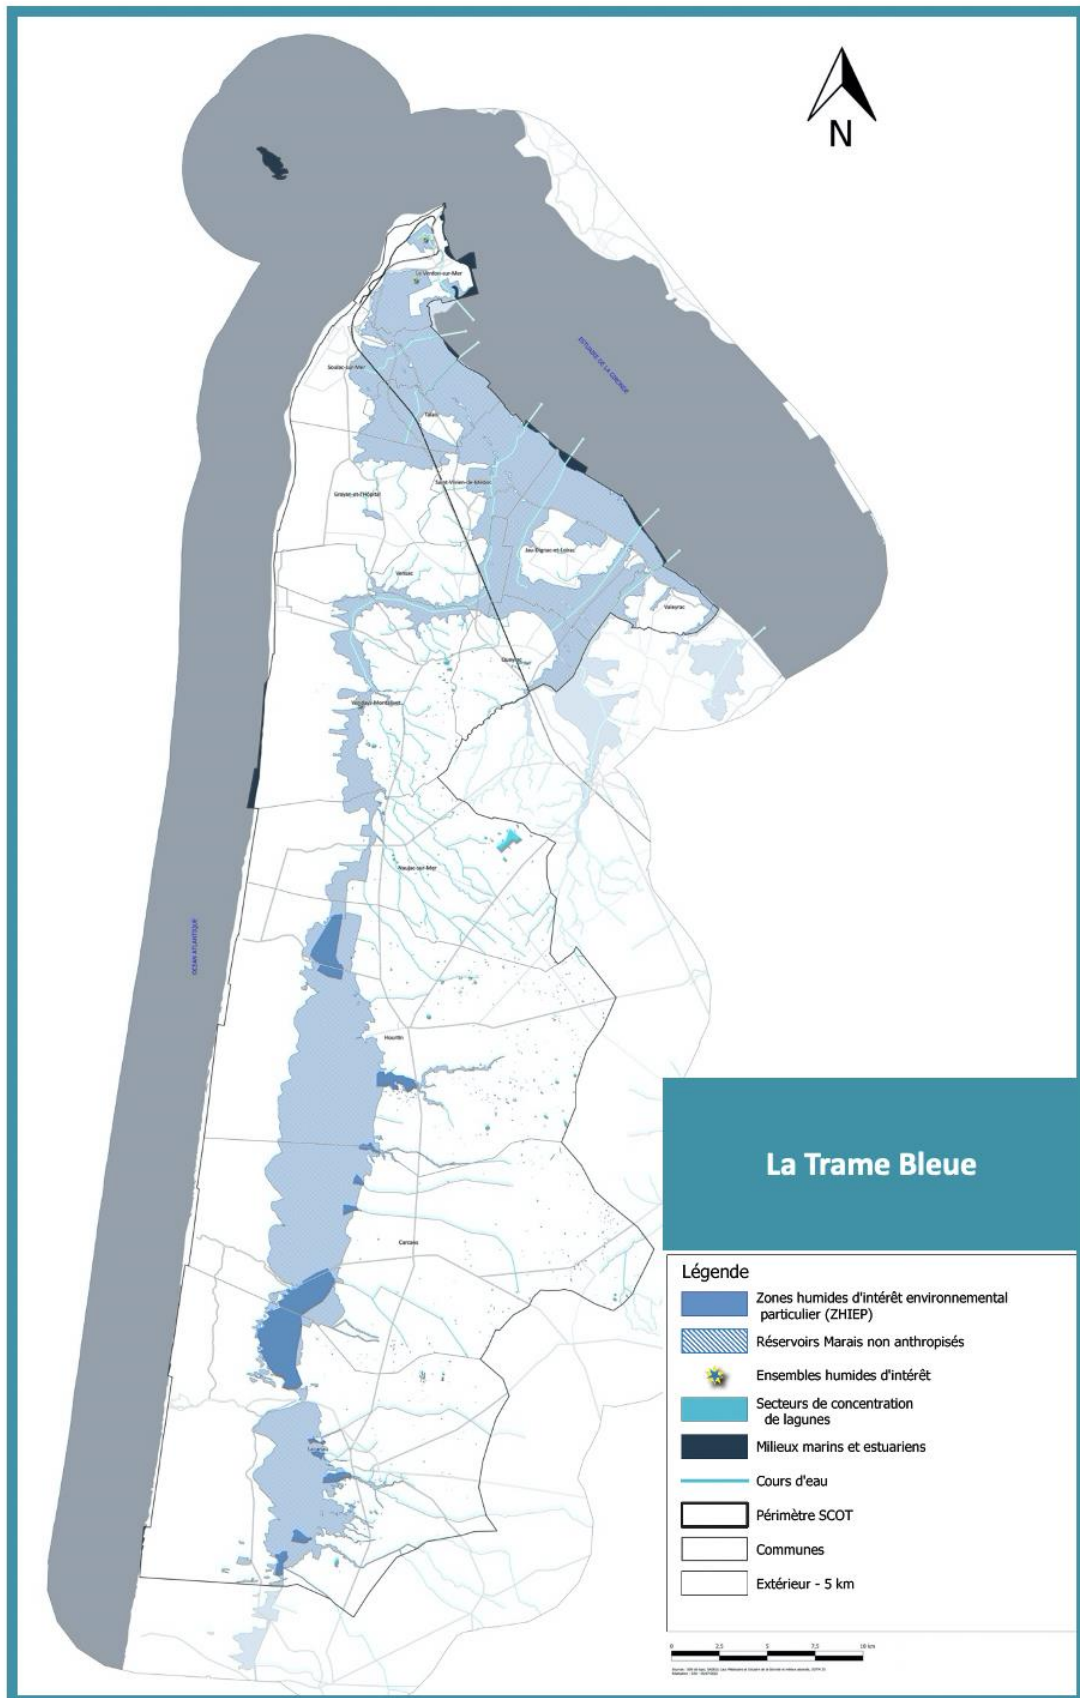 N
Le Verdon-sur-Mer
ESTUAIRE DE LA GIRONDE
Soulac-sur-Mer
Talais
Saint-Vivien-de-Médoc
Grayan-et-l'Hôpital
Jau-Dignac-et-Loirac
Vensac
Valeyrac
Queyrac
Vendays-Montalivet
Naujac-sur-Mer
OCEAN ATLANTIQUE
Hourtin
Carcans
Lacanau
La Trame Bleue
Légende
Zones humides d'intérêt environnemental
particulier (ZHIEP)
Réservoirs Marais non anthropisés
Ensembles humides d'intérêt
Secteurs de concentration
de lagunes
Milieux marins et estuariens
Cours d'eau
Périmètre SCOT
Communes
Extérieur - 5 km
0 2,5 5 7,5 10 km